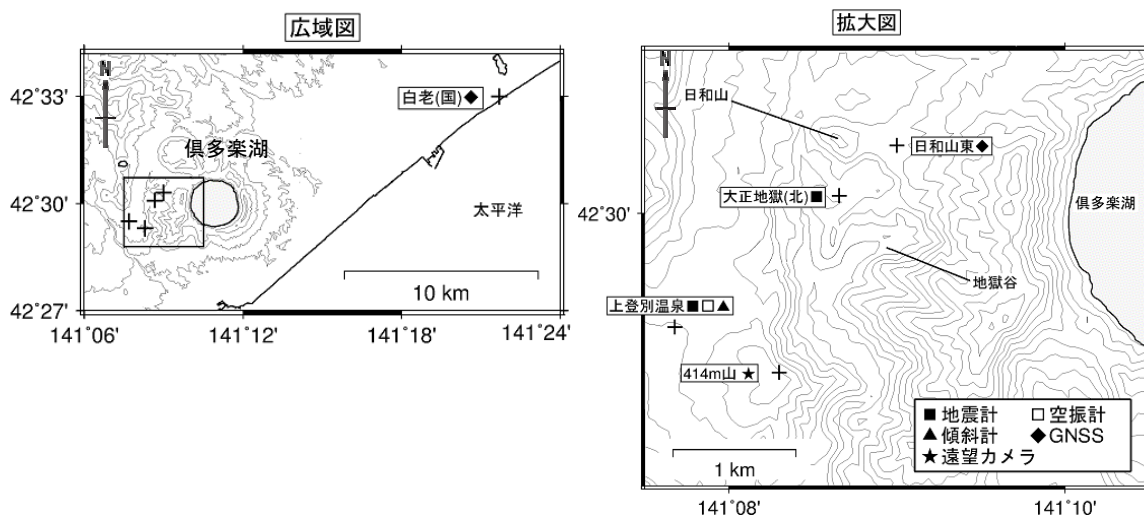 広域図
N
42°33'
42°30'
42°27'
141°06'
141°12'
141°18'
141°24'
白老(国)◆
倶多楽湖
太平洋
10 km
拡大図
N
日和山
日和山東◆
大正地獄(北)■
42°30'
倶多楽湖
地獄谷
上登別温泉■□▲
414m山 ★
■ 地震計 □ 空振計
▲ 傾斜計 ◆ GNSS
★ 遠望カメラ
1 km
141°08'
141°10'